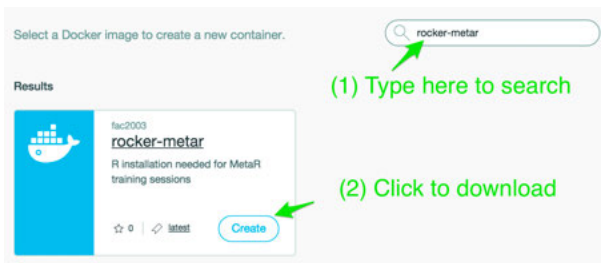 Select a Docker image to create a new container.
rocker-metar
(1) Type here to search
Results
fac2003
rocker-metar
R installation needed for MetaR
training sessions
(2) Click to download
0
latest
Create